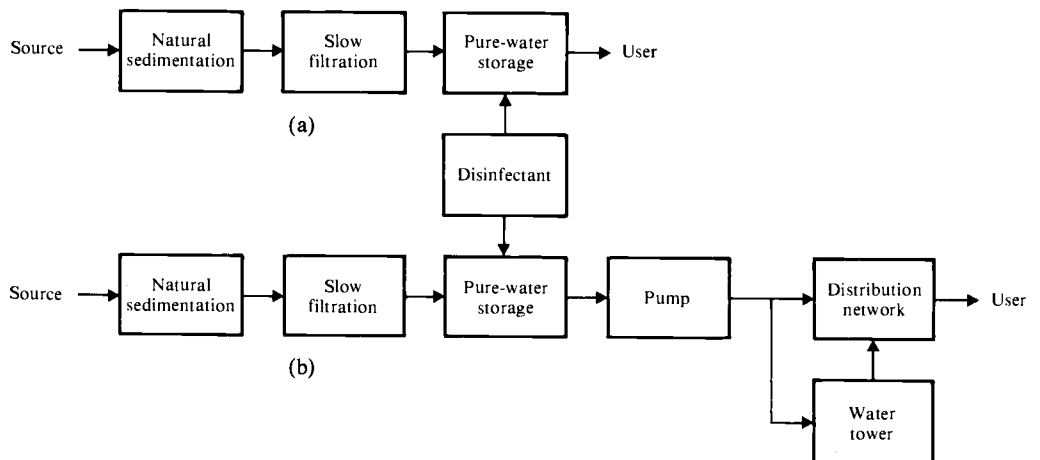 Source
Natural
sedimentation
Slow
filtration
Pure-water
storage
User
(a)
Disinfectant
Source
Natural
sedimentation
Slow
filtration
Pure-water
storage
Pump
Distribution
network
User
(b)
Water
tower